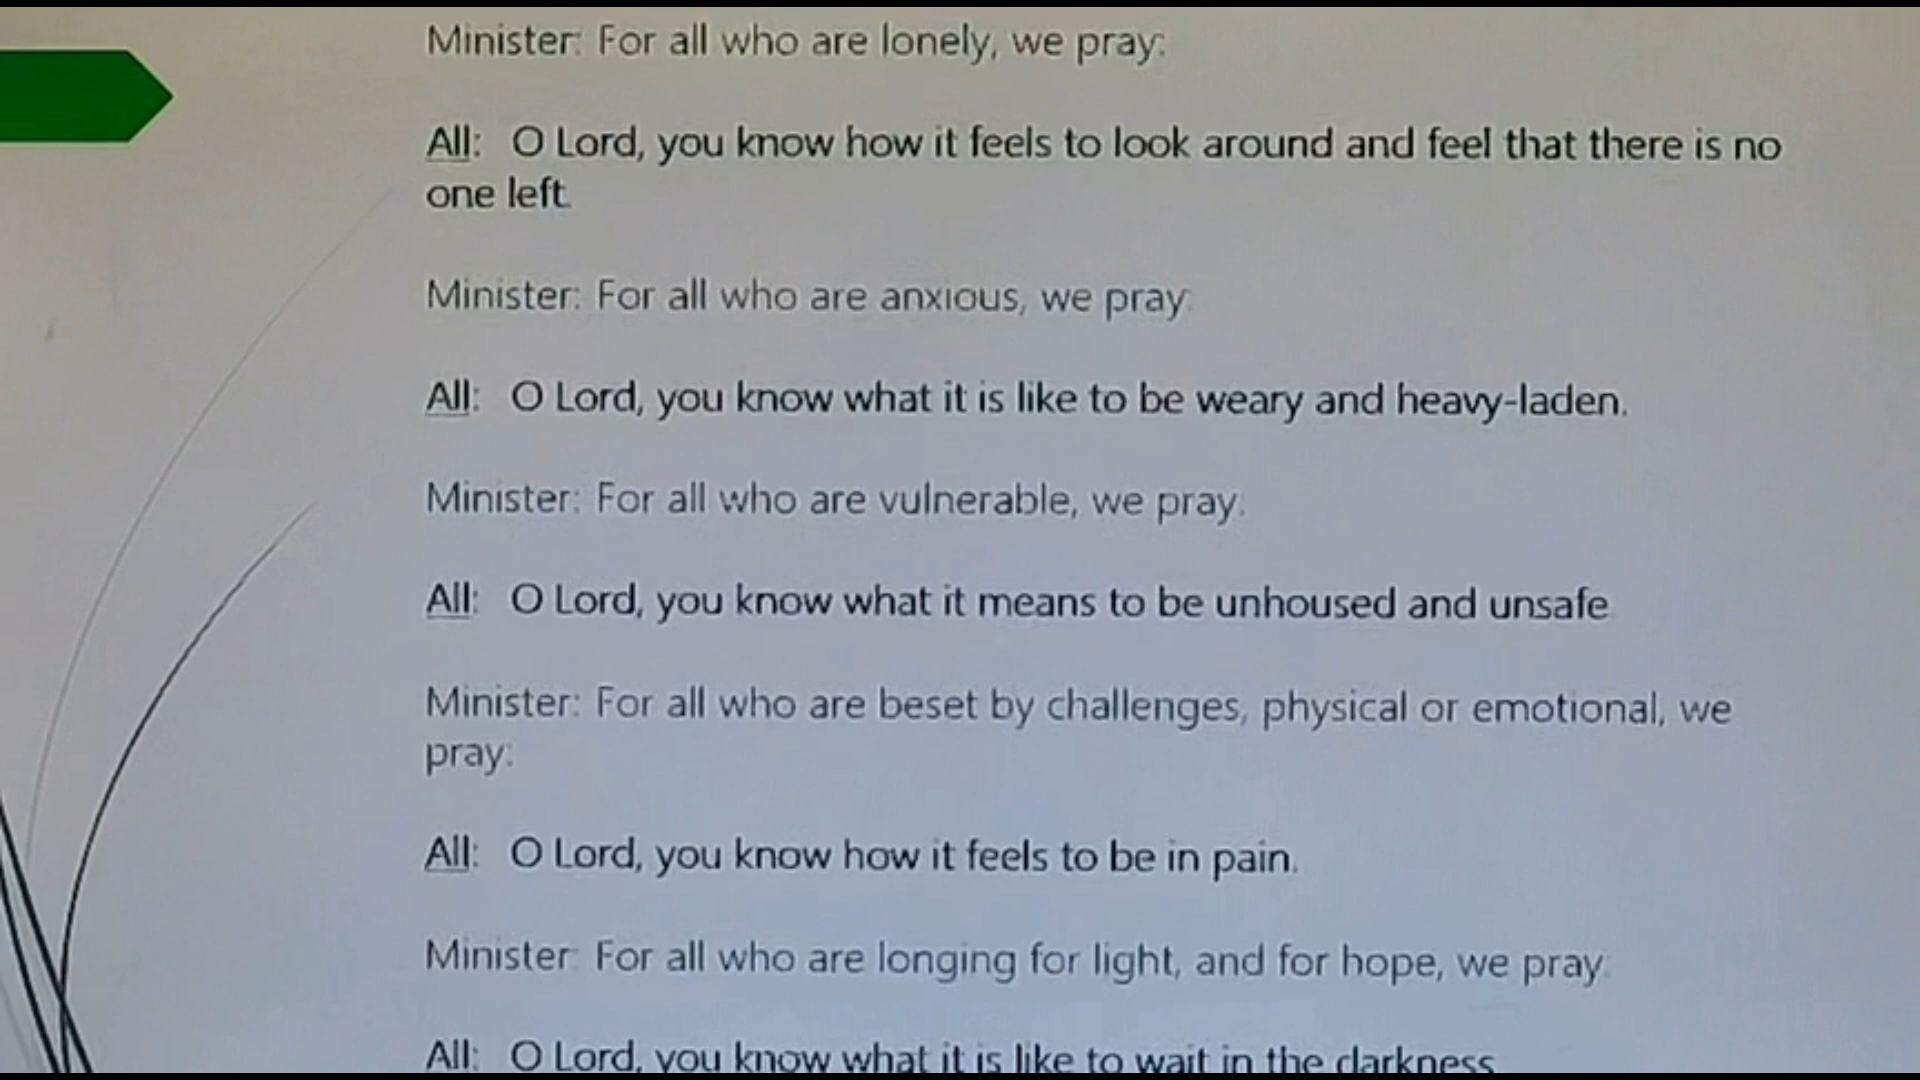 Minister: For all who are lonely, we pray:
All: O Lord, you know how it feels to look around and feel that there is no
one left.
Minister: For all who are anxious, we pray:
All: O Lord, you know what it is like to be weary and heavy-laden.
Minister: For all who are vulnerable, we pray:
All: O Lord, you know what it means to be unhoused and unsafe.
Minister: For all who are beset by challenges, physical or emotional, we
pray:
All: O Lord, you know how it feels to be in pain.
Minister: For all who are longing for light, and for hope, we pray:
All: O Lord, you know what it is like to wait in the darkness.